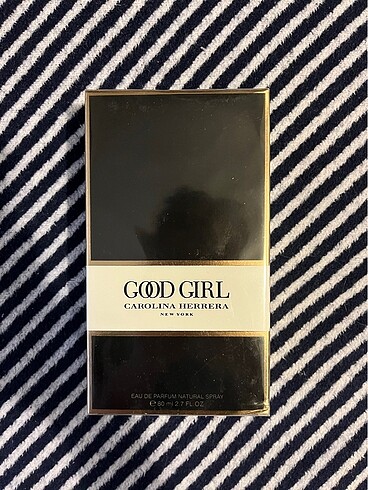 GOOD GIRL
CAROLINA HERRERA
NEW YORK
EAU DE PARFUM NATURAL SPRAY
℮ 80 ml 2.7 FL.OZ.